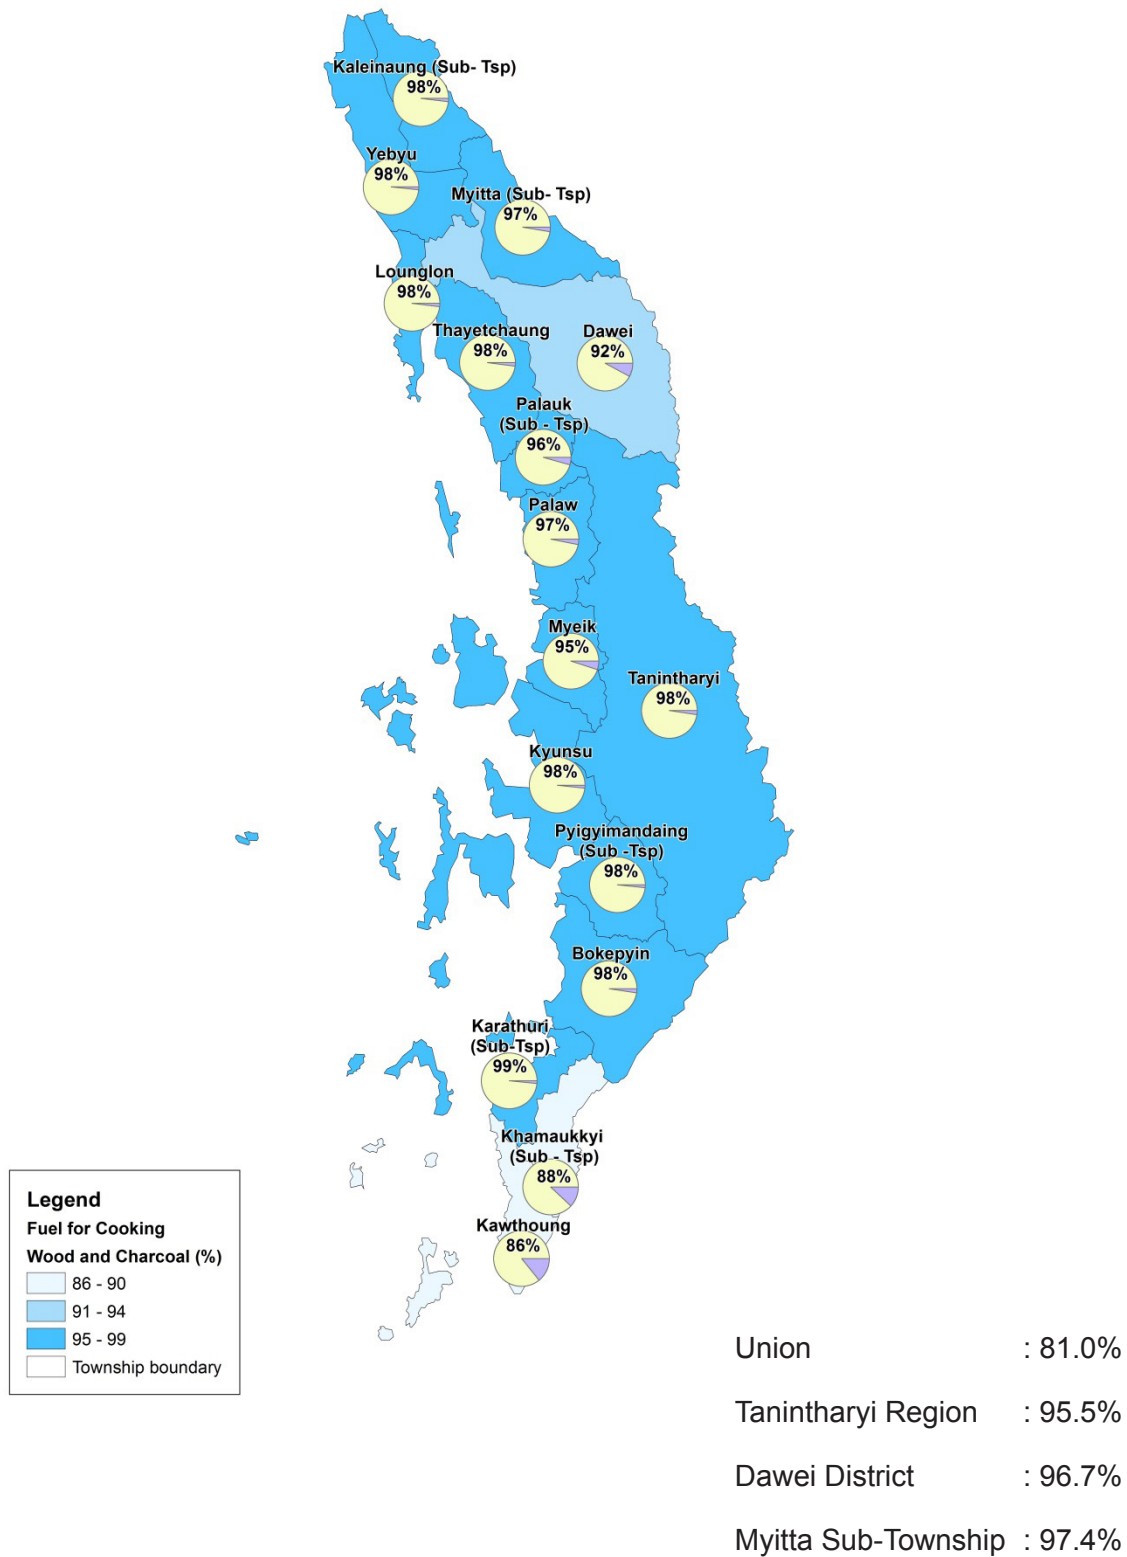 Kaleinaung (Sub- Tsp)
98%
Yebyu
98%
Myitta (Sub- Tsp)
97%
Lounglon
98%
Thayetchaung
98%
Dawei
92%
Palauk
(Sub - Tsp)
96%
Palaw
97%
Myeik
95%
Tanintharyi
98%
Kyunsu
98%
Pyigyimandaing
(Sub -Tsp)
98%
Bokepyin
98%
Karathuri
(Sub-Tsp)
99%
Khamaukkyi
(Sub - Tsp)
88%
Kawthoung
86%
Legend
Fuel for Cooking
Wood and Charcoal (%)
86 - 90
91 - 94
95 - 99
Township boundary
Union : 81.0%
Tanintharyi Region : 95.5%
Dawei District : 96.7%
Myitta Sub-Township : 97.4%